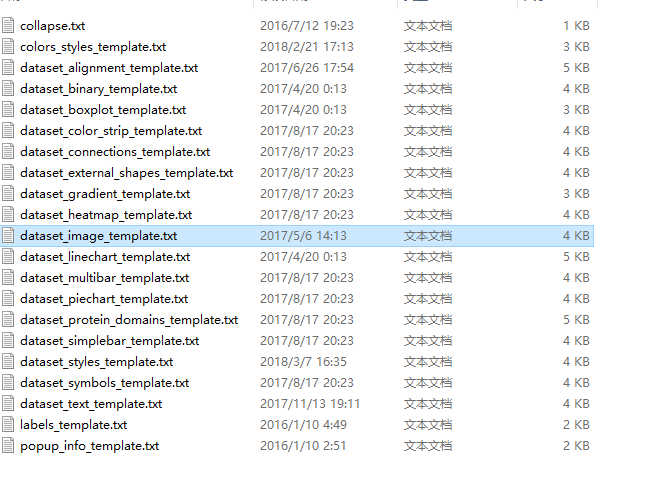 collapse.txt 2016/7/12 19:23 文本文档 1 KB
colors_styles_template.txt 2018/2/21 17:13 文本文档 3 KB
dataset_alignment_template.txt 2017/6/26 17:54 文本文档 5 KB
dataset_binary_template.txt 2017/4/20 0:13 文本文档 4 KB
dataset_boxplot_template.txt 2017/4/20 0:13 文本文档 3 KB
dataset_color_strip_template.txt 2017/8/17 20:23 文本文档 4 KB
dataset_connections_template.txt 2017/8/17 20:23 文本文档 4 KB
dataset_external_shapes_template.txt 2017/8/17 20:23 文本文档 4 KB
dataset_gradient_template.txt 2017/8/17 20:23 文本文档 3 KB
dataset_heatmap_template.txt 2017/8/17 20:23 文本文档 4 KB
dataset_image_template.txt 2017/5/6 14:13 文本文档 4 KB
dataset_linechart_template.txt 2017/4/20 0:13 文本文档 5 KB
dataset_multibar_template.txt 2017/8/17 20:23 文本文档 4 KB
dataset_piechart_template.txt 2017/8/17 20:23 文本文档 4 KB
dataset_protein_domains_template.txt 2017/8/17 20:23 文本文档 5 KB
dataset_simplebar_template.txt 2017/8/17 20:23 文本文档 4 KB
dataset_styles_template.txt 2018/3/7 16:35 文本文档 4 KB
dataset_symbols_template.txt 2017/8/17 20:23 文本文档 4 KB
dataset_text_template.txt 2017/11/13 19:11 文本文档 4 KB
labels_template.txt 2016/1/10 4:49 文本文档 2 KB
popup_info_template.txt 2016/1/10 2:51 文本文档 2 KB